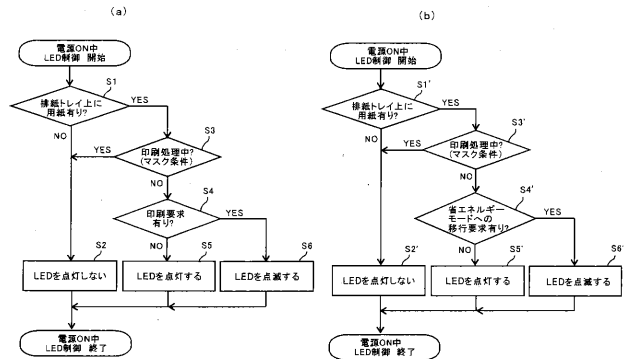 (a)
電源ON中
LED制御 開始
S1
排紙トレイ上に
用紙有り?
YES
NO
S3
印刷処理中?
(マスク条件)
YES
NO
S4
印刷要求
有り?
YES
NO
S2
LEDを点灯しない
S5
LEDを点灯する
S6
LEDを点滅する
電源ON中
LED制御 終了
(b)
電源ON中
LED制御 開始
S1'
排紙トレイ上に
用紙有り?
YES
NO
S3'
印刷処理中?
(マスク条件)
YES
NO
S4'
省エネルギー
モードへの
移行要求有り?
YES
NO
S2'
LEDを点灯しない
S5'
LEDを点灯する
S6'
LEDを点滅する
電源ON中
LED制御 終了